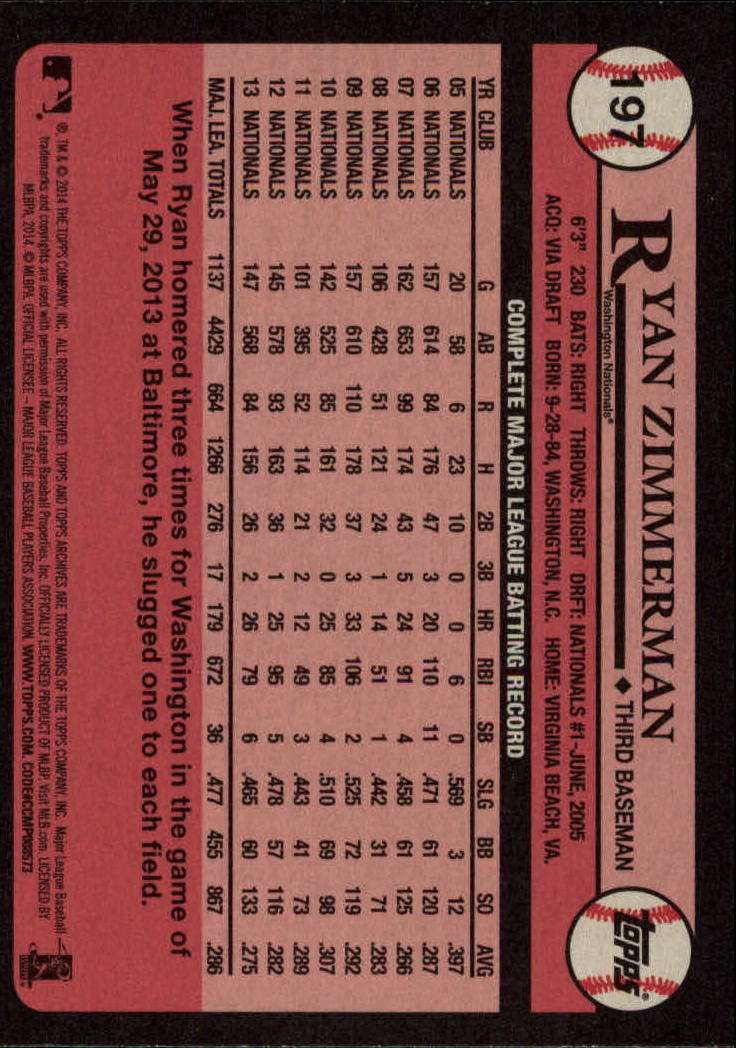 197
RYAN ZIMMERMAN
Washington Nationals®
♦ THIRD BASEMAN
topps®
6'3" 230 BATS: RIGHT THROWS: RIGHT DRFT: NATIONALS #1-JUNE, 2005
ACQ: VIA DRAFT BORN: 9-28-84, WASHINGTON, N.C. HOME: VIRGINIA BEACH, VA.
COMPLETE MAJOR LEAGUE BATTING RECORD
YR CLUB G AB R H 2B 3B HR RBI SB SLG BB SO AVG
05 NATIONALS 20 58 6 23 10 0 0 6 0 .569 3 12 .397
06 NATIONALS 157 614 84 176 47 3 20 110 11 .471 61 120 .287
07 NATIONALS 162 653 99 174 43 5 24 91 4 .458 61 125 .266
08 NATIONALS 106 428 51 121 24 1 14 51 1 .442 31 71 .283
09 NATIONALS 157 610 110 178 37 3 33 106 2 .525 72 119 .292
10 NATIONALS 142 525 85 161 32 0 25 85 4 .510 69 98 .307
11 NATIONALS 101 395 52 114 21 2 12 49 3 .443 41 73 .289
12 NATIONALS 145 578 93 163 36 1 25 95 5 .478 57 116 .282
13 NATIONALS 147 568 84 156 26 2 26 79 6 .465 60 133 .275
MAJ. LEA. TOTALS 1137 4429 664 1266 276 17 179 672 36 .477 455 867 .286
When Ryan homered three times for Washington in the game of
May 29, 2013 at Baltimore, he slugged one to each field.
®, TM & © 2014 THE TOPPS COMPANY, INC. ALL RIGHTS RESERVED. TOPPS AND TOPPS ARCHIVES ARE TRADEMARKS OF THE TOPPS COMPANY, INC. Major League Baseball
trademarks and copyrights are used with permission of Major League Baseball Properties, Inc. OFFICIALLY LICENSED PRODUCT OF MLBP. Visit MLB.com. LICENSED BY
MLBPA, 2014. © MLBPA. OFFICIAL LICENSEE – MAJOR LEAGUE BASEBALL PLAYERS ASSOCIATION. WWW.TOPPS.COM. CODE#CCMP008573